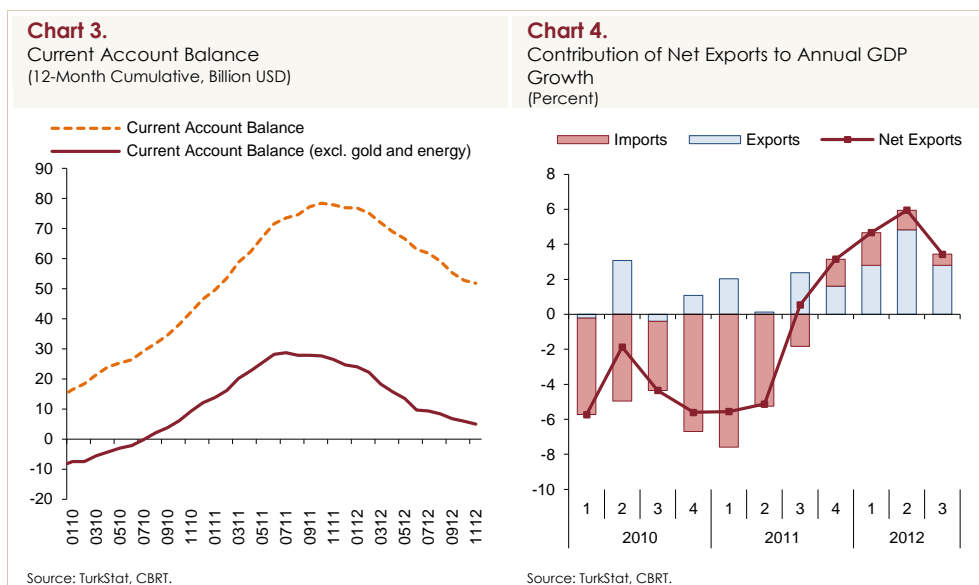 Chart 3.
Current Account Balance
(12-Month Cumulative, Billion USD)
Current Account Balance
Current Account Balance (excl. gold and energy)
90
80
70
60
50
40
30
20
10
0
-10
-20
0110
0310
0510
0710
0910
1110
0111
0311
0511
0711
0911
1111
0112
0312
0512
0712
0912
1112
Source: TurkStat, CBRT.
Chart 4.
Contribution of Net Exports to Annual GDP
Growth
(Percent)
Imports Exports Net Exports
8
6
4
2
0
-2
-4
-6
-8
-10
1 2 3 4 1 2 3 4 1 2 3
2010 2011 2012
Source: TurkStat, CBRT.